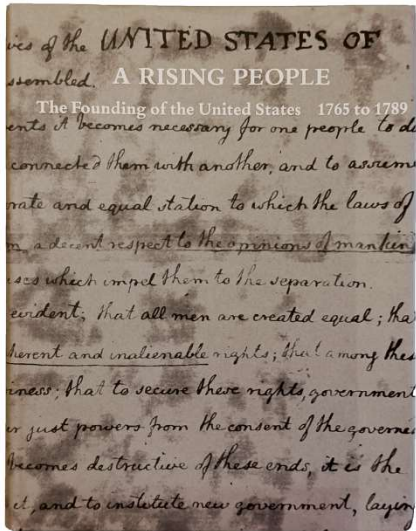 ves of the UNITED STATES OF
ssembled.
A RISING PEOPLE
The Founding of the United States 1765 to 1789
ents it becomes necessary for one people to di
connected them with another, and to assume
rate and equal station to which the laws of
a decent respect to the opinions of mankind
ses which impel them to the separation.
evident; that all men are created equal; tha
herent and inalienable rights; that among thes
iness: that to secure these rights, government
ir just powers from the consent of the governe
becomes destructive of these ends, it is the
it, and to institute new government, layin